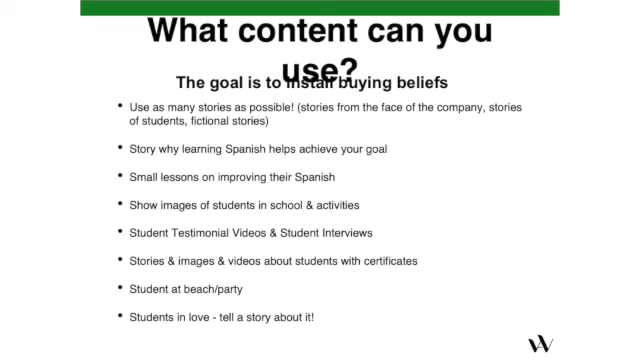 What content can you
use?
The goal is to install buying beliefs
• Use as many stories as possible! (stories from the face of the company, stories
of students, fictional stories)
• Story why learning Spanish helps achieve your goal
• Small lessons on improving their Spanish
• Show images of students in school & activities
• Student Testimonial Videos & Student Interviews
• Stories & images & videos about students with certificates
• Student at beach/party
• Students in love - tell a story about it!